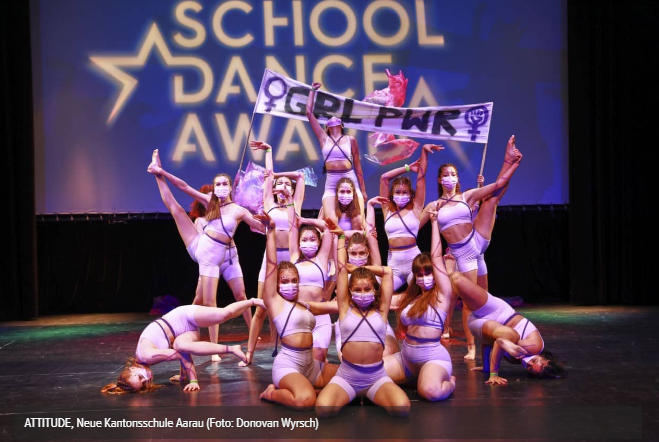 SCHOOL
DANCE
AWA
♀GRL PWR
ATTITUDE, Neue Kantonsschule Aarau (Foto: Donovan Wyrsch)